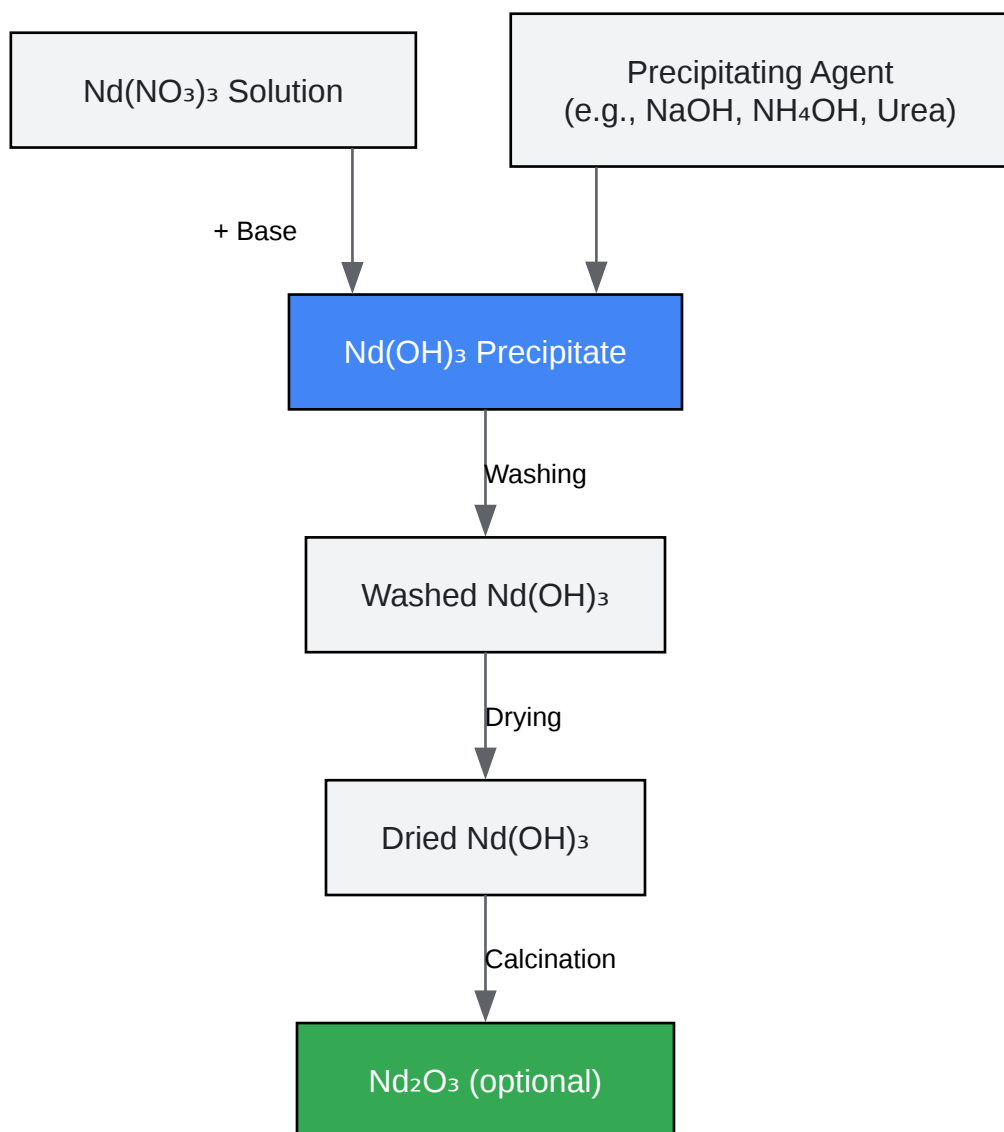 Nd(NO₃)₃ Solution
Precipitating Agent
(e.g., NaOH, NH₄OH, Urea)
+ Base
Nd(OH)₃ Precipitate
Washing
Washed Nd(OH)₃
Drying
Dried Nd(OH)₃
Calcination
Nd₂O₃ (optional)